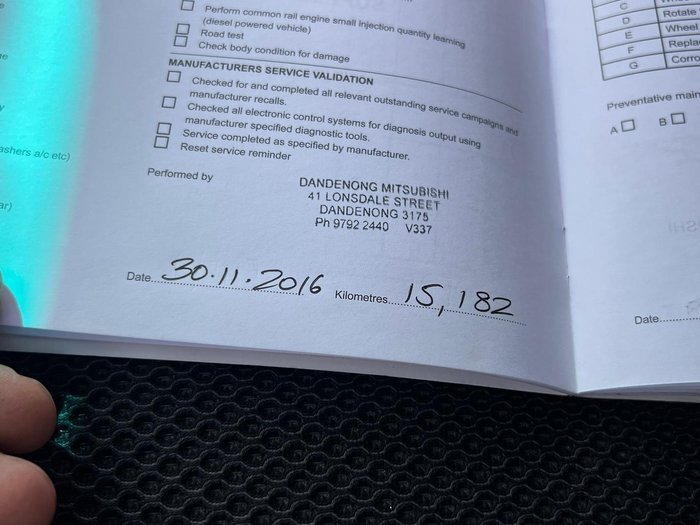 Perform common rail engine small injection quantity learning
(diesel powered vehicle)
Road test
Check body condition for damage
MANUFACTURERS SERVICE VALIDATION
Checked for and completed all relevant outstanding service campaigns and
manufacturer recalls.
Checked all electronic control systems for diagnosis output using
manufacturer specified diagnostic tools.
Service completed as specified by manufacturer.
Reset service reminder
Performed by
DANDENONG MITSUBISHI
41 LONSDALE STREET
DANDENONG 3175
Ph 9792 2440 V337
Date 30.11.2016 Kilometres 15,182
ashers a/c etc)
ar)
C
D Rotate
E Wheel
F Repla
G Corro
Preventative main
A B
Date